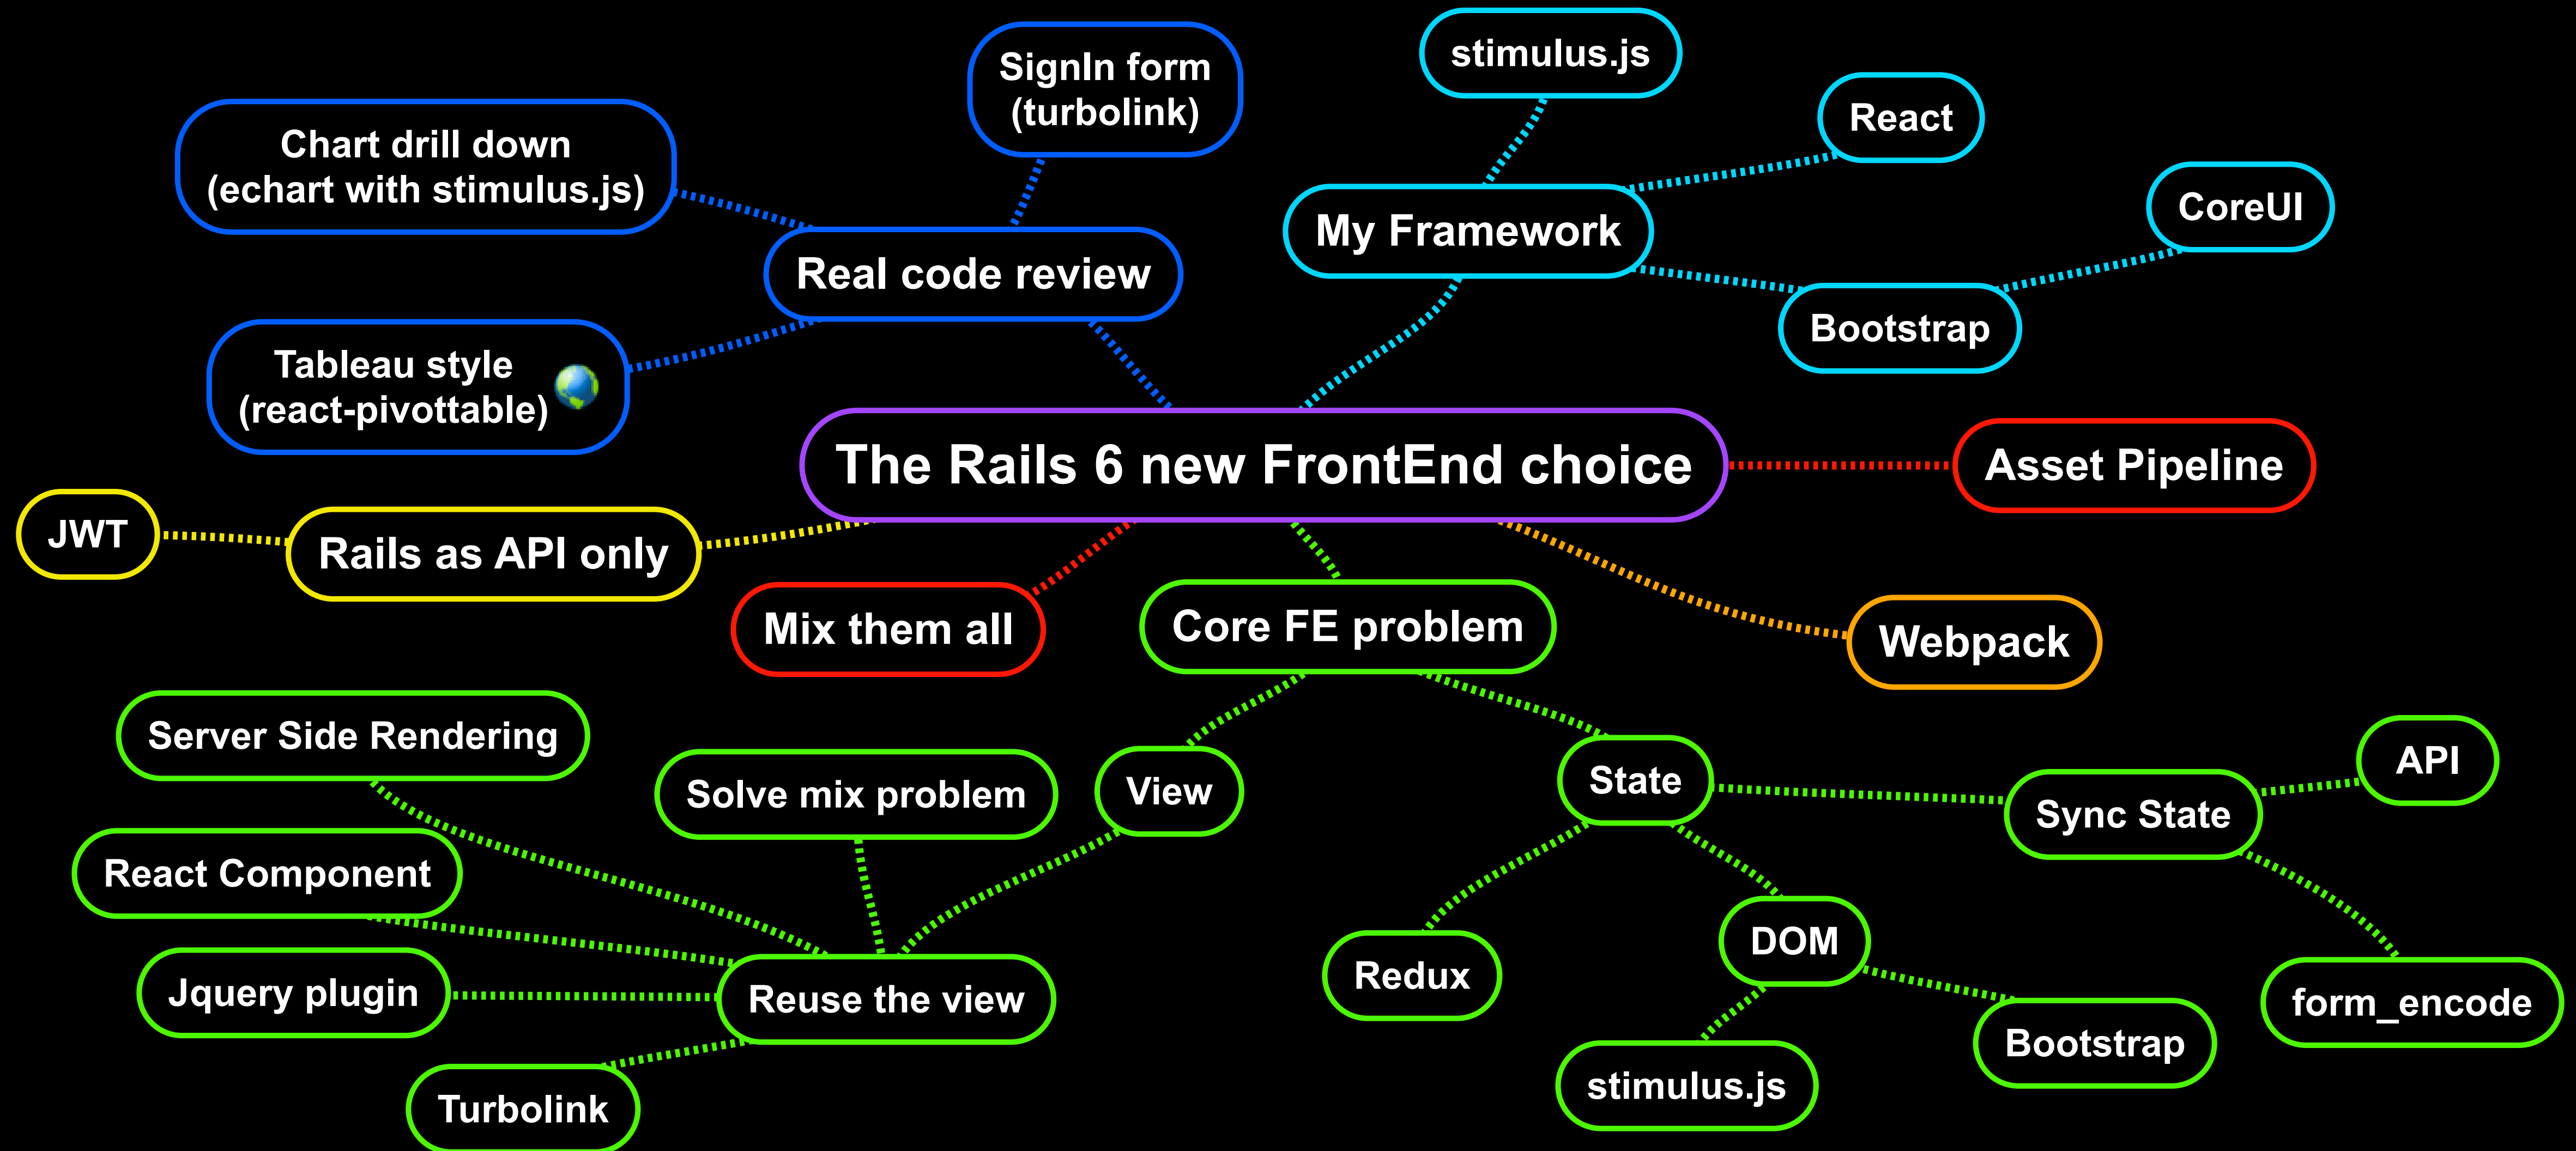 stimulus.js
SignIn form
(turbolink)
React
Chart drill down
(echart with stimulus.js)
CoreUI
My Framework
Real code review
Bootstrap
Tableau style
(react-pivottable)
The Rails 6 new FrontEnd choice
Asset Pipeline
JWT
Rails as API only
Mix them all
Core FE problem
Webpack
Server Side Rendering
Solve mix problem
View
State
API
Sync State
React Component
Redux
DOM
Jquery plugin
Reuse the view
form_encode
Bootstrap
stimulus.js
Turbolink